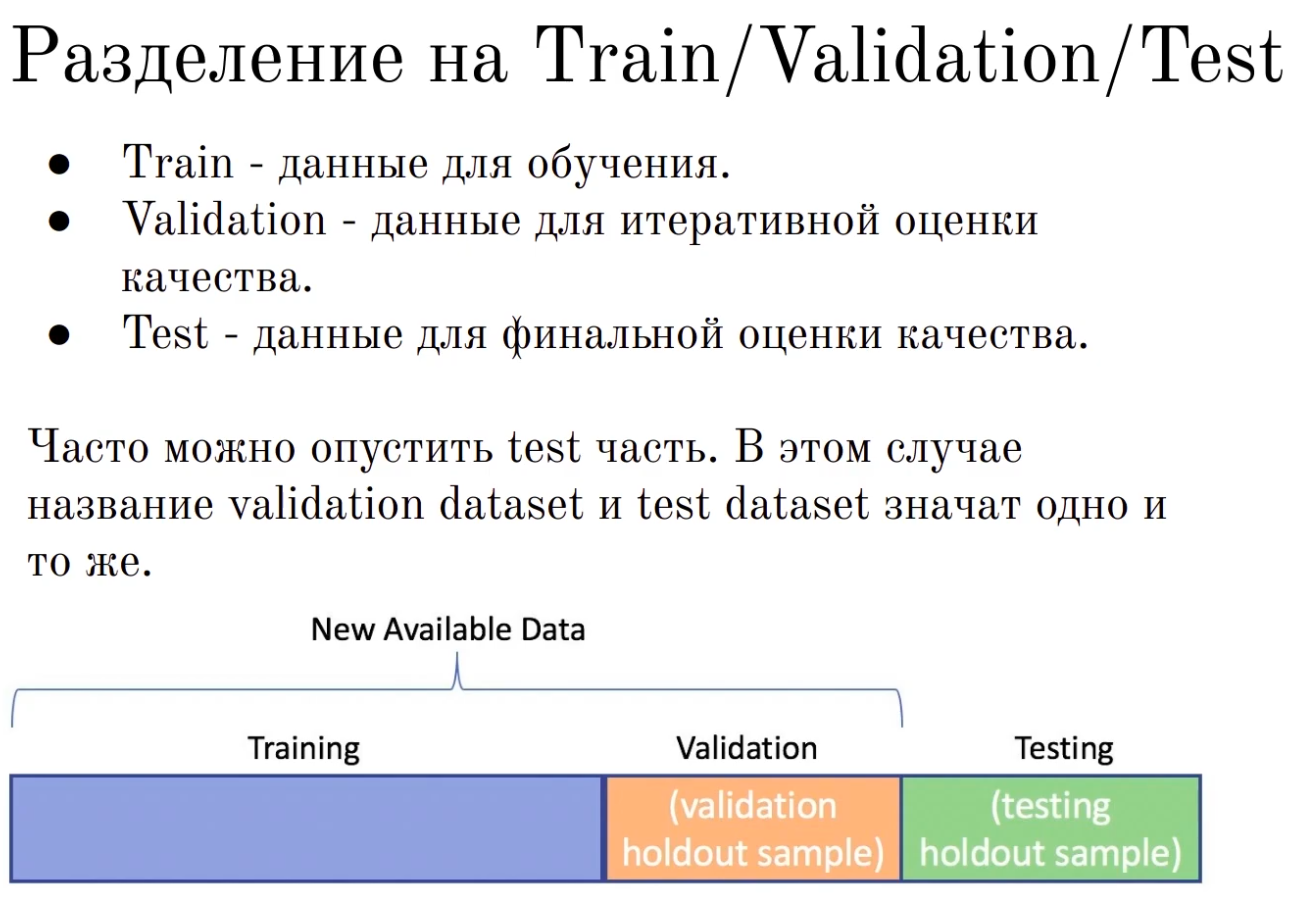 Разделение на Train/Validation/Test
● Train - данные для обучения.
● Validation - данные для итеративной оценки
качества.
● Test - данные для финальной оценки качества.
Часто можно опустить test часть. В этом случае
название validation dataset и test dataset значат одно и
то же.
New Available Data
Training Validation Testing
(validation
holdout sample)
(testing
holdout sample)